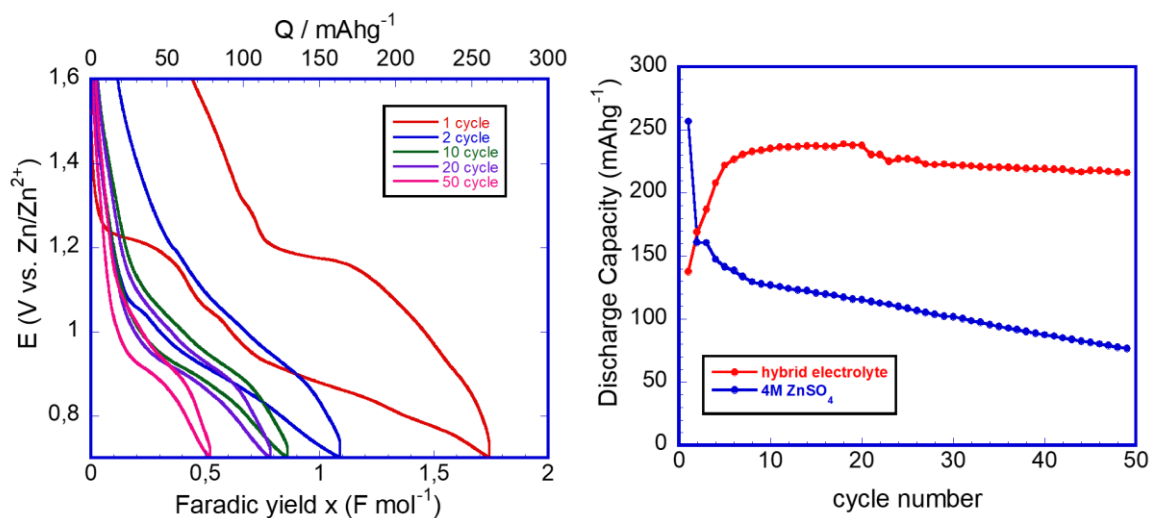 Q / mAhg⁻¹
0 50 100 150 200 250 300
E (V vs. Zn/Zn²⁺)
1,6
1,4
1,2
1
0.8
1 cycle
2 cycle
10 cycle
20 cycle
50 cycle
0 0,5 1 1,5 2
Faradic yield x (F mol⁻¹)
Discharge Capacity (mAhg⁻¹)
300
250
200
150
100
50
0
hybrid electrolyte
4M ZnSO₄
0 10 20 30 40 50
cycle number